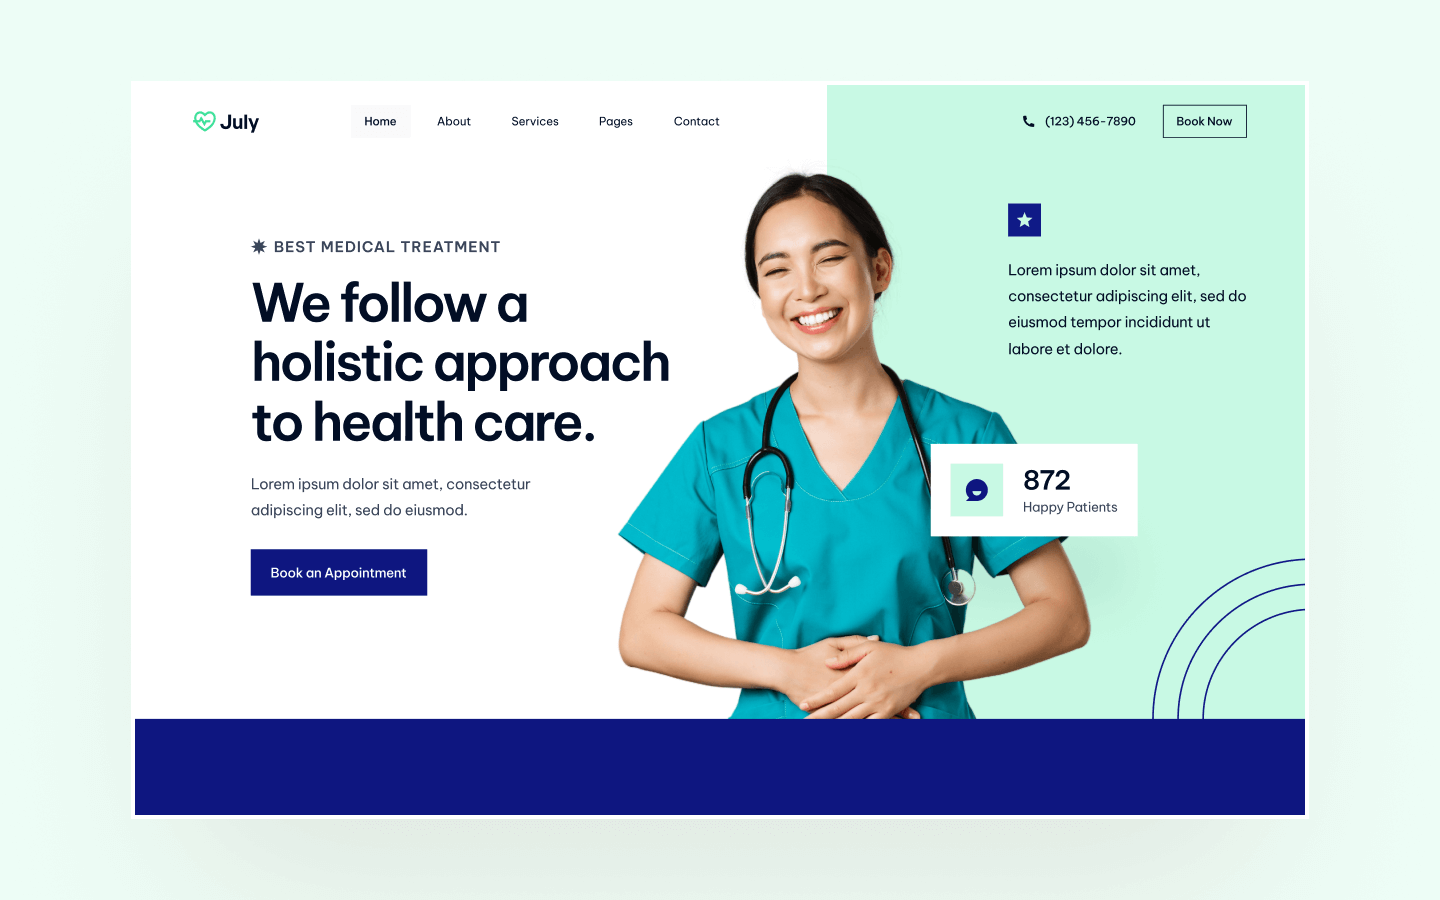 July
Home
About
Services
Pages
Contact
(123) 456-7890
Book Now
BEST MEDICAL TREATMENT
We follow a
holistic approach
to health care.
Lorem ipsum dolor sit amet, consectetur
adipiscing elit, sed do eiusmod.
Book an Appointment
Lorem ipsum dolor sit amet,
consectetur adipiscing elit, sed do
eiusmod tempor incididunt ut
labore et dolore.
872
Happy Patients